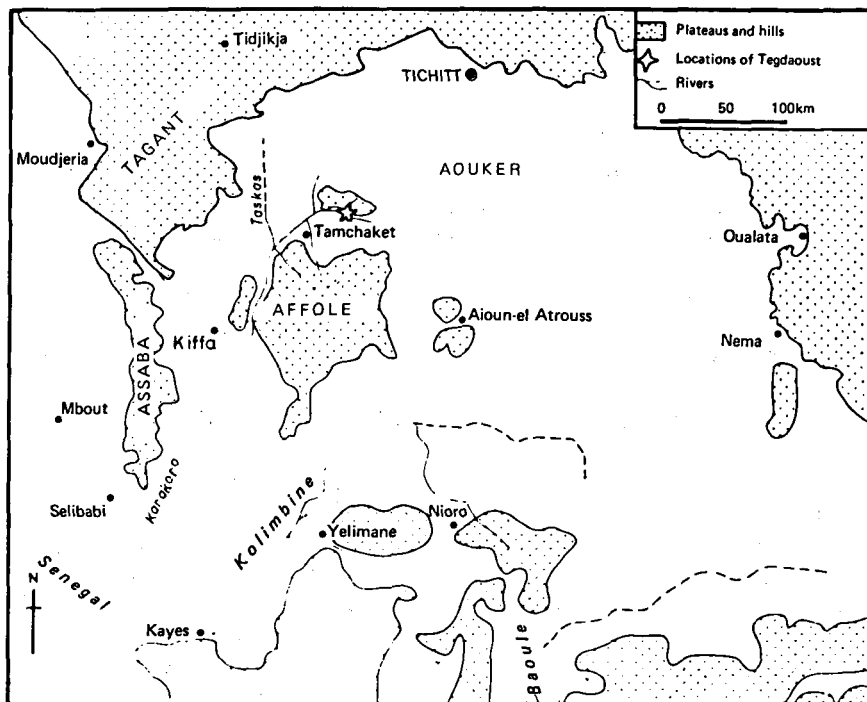 Plateaus and hills
Locations of Tegdaoust
Rivers
0 50 100km
Tidjikja
TICHITT
Moudjeria
TAGANT
AOUKER
Taskas
Tamchaket
Oualata
AFFOLE
Aioun-el Atrouss
Kiffa
Nema
ASSABA
Mbout
Selibabi
Karakoro
Kolimbine
Nioro
Yelimane
Senegal
N
Kayes
Baoule